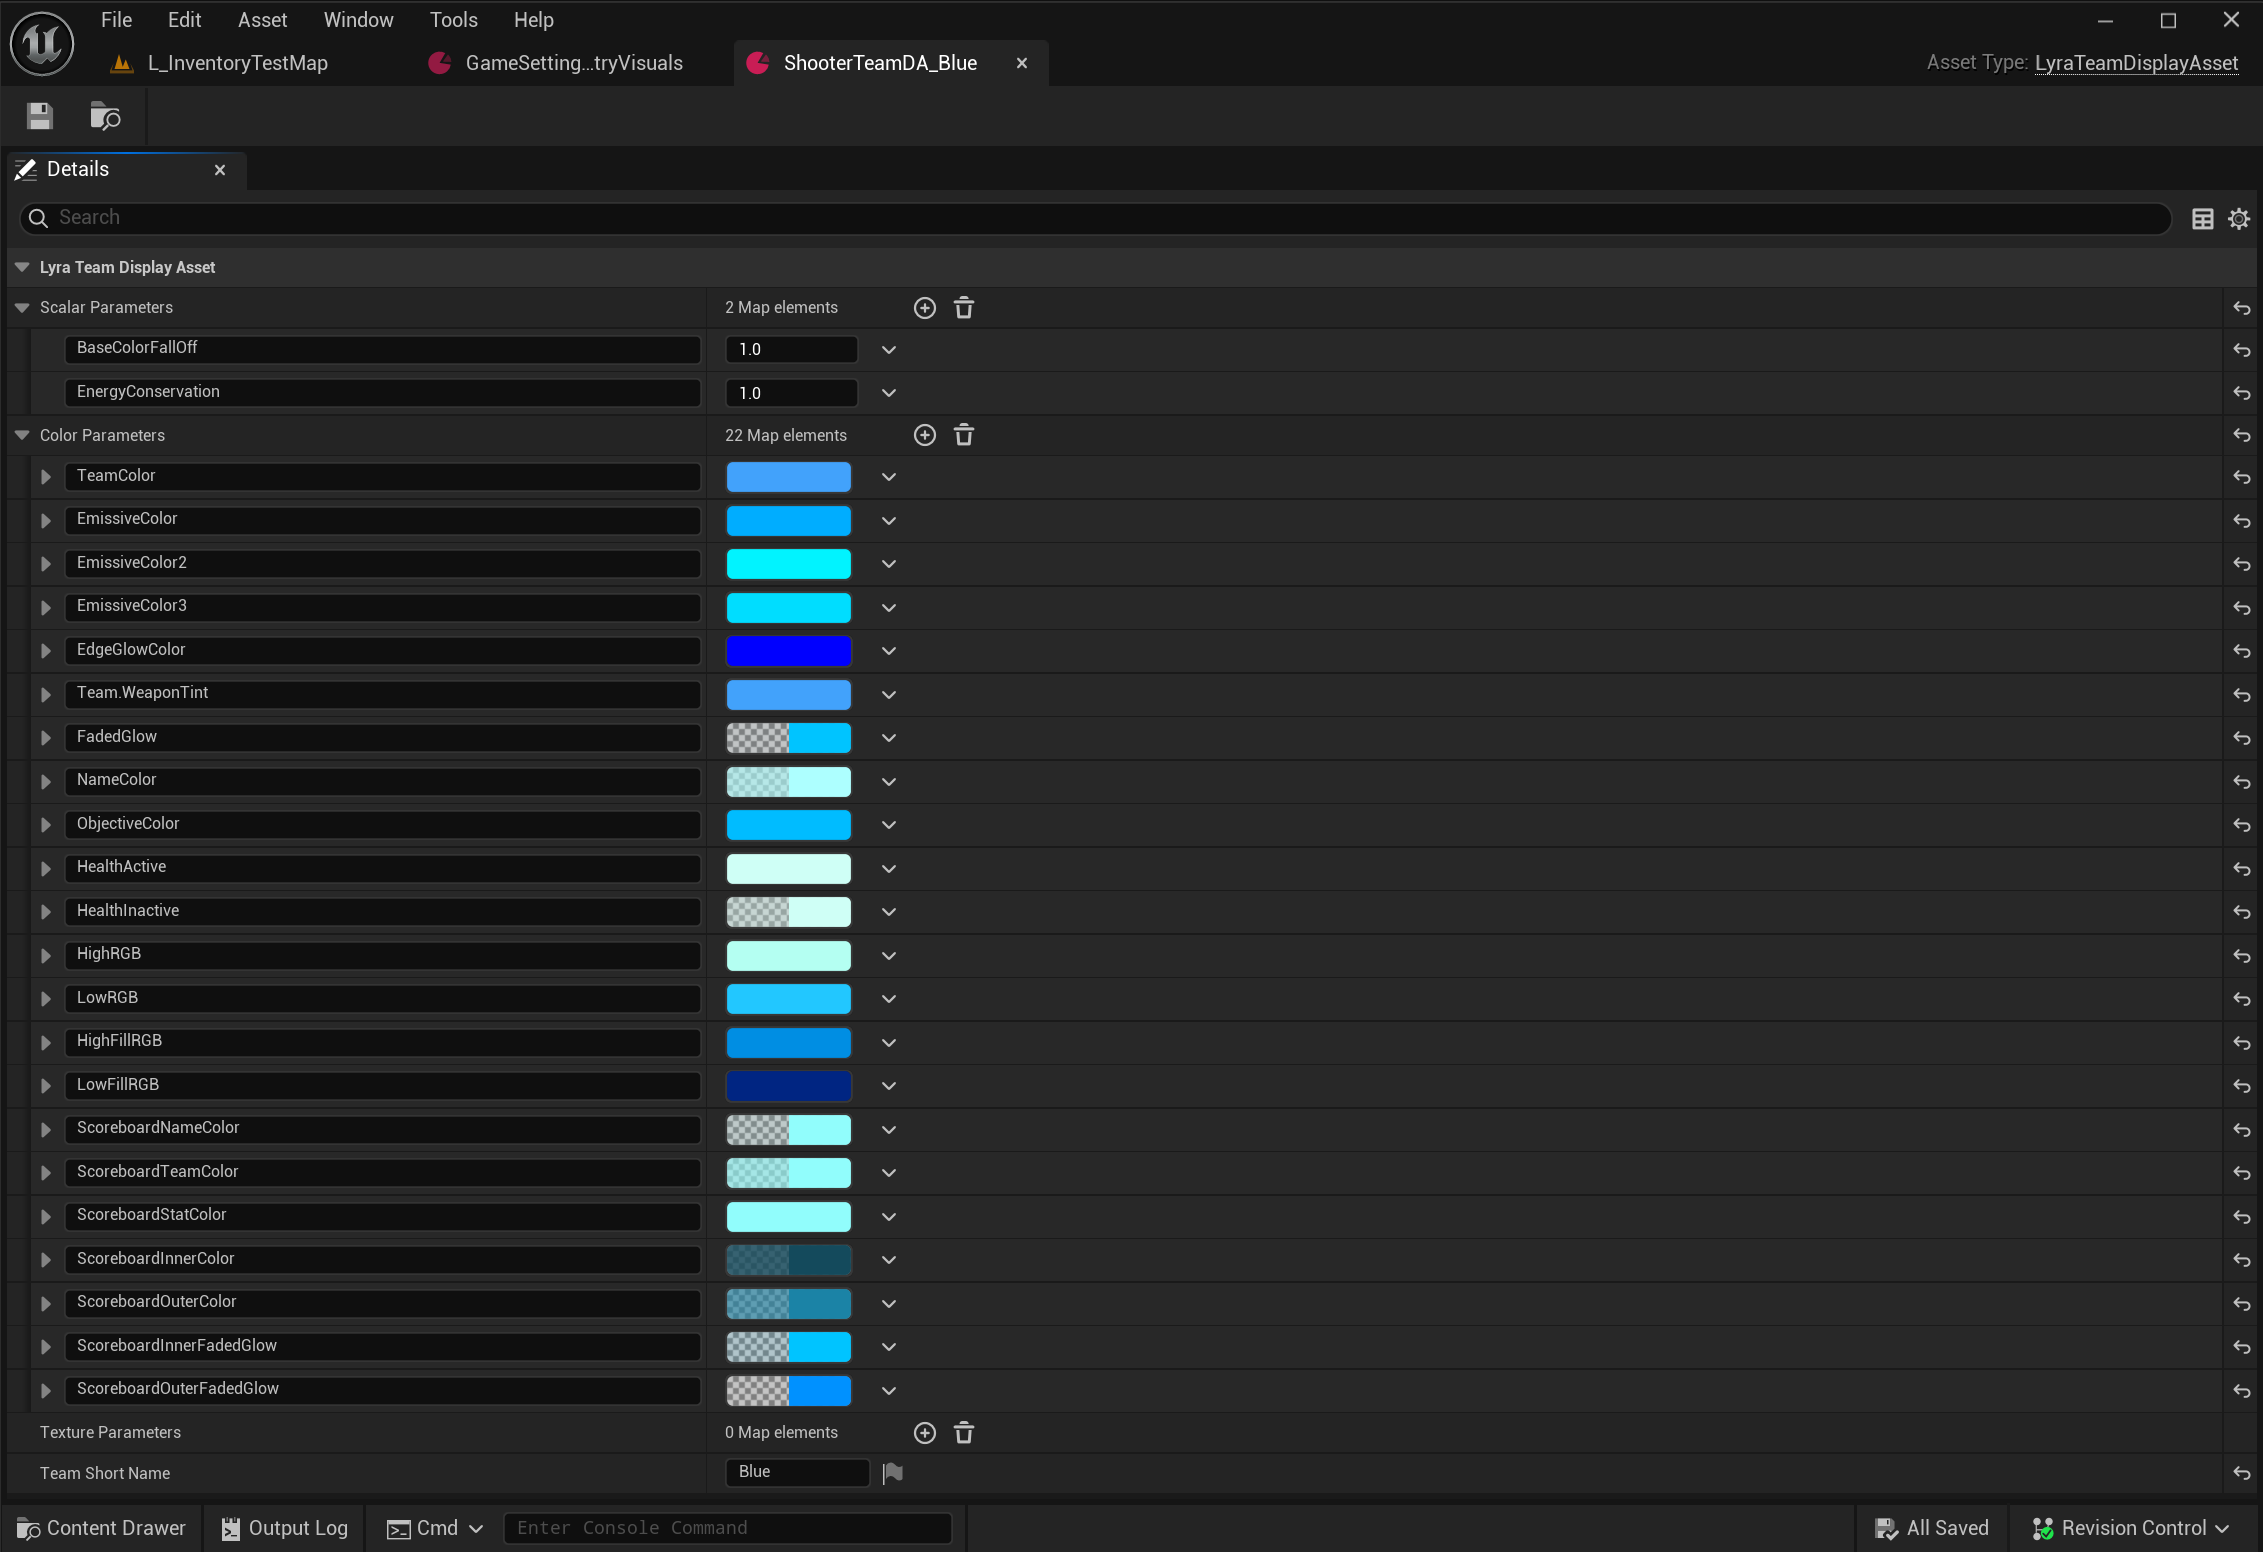 File Edit Asset Window Tools Help
L_InventoryTestMap GameSetting...tryVisuals ShooterTeamDA_Blue Asset Type: LyraTeamDisplayAsset
Details
Search
Lyra Team Display Asset
Scalar Parameters 2 Map elements
BaseColorFallOff 1.0
EnergyConservation 1.0
Color Parameters 22 Map elements
TeamColor
EmissiveColor
EmissiveColor2
EmissiveColor3
EdgeGlowColor
Team.WeaponTint
FadedGlow
NameColor
ObjectiveColor
HealthActive
HealthInactive
HighRGB
LowRGB
HighFillRGB
LowFillRGB
ScoreboardNameColor
ScoreboardTeamColor
ScoreboardStatColor
ScoreboardInnerColor
ScoreboardOuterColor
ScoreboardInnerFadedGlow
ScoreboardOuterFadedGlow
Texture Parameters 0 Map elements
Team Short Name Blue
Content Drawer Output Log Cmd Enter Console Command All Saved Revision Control